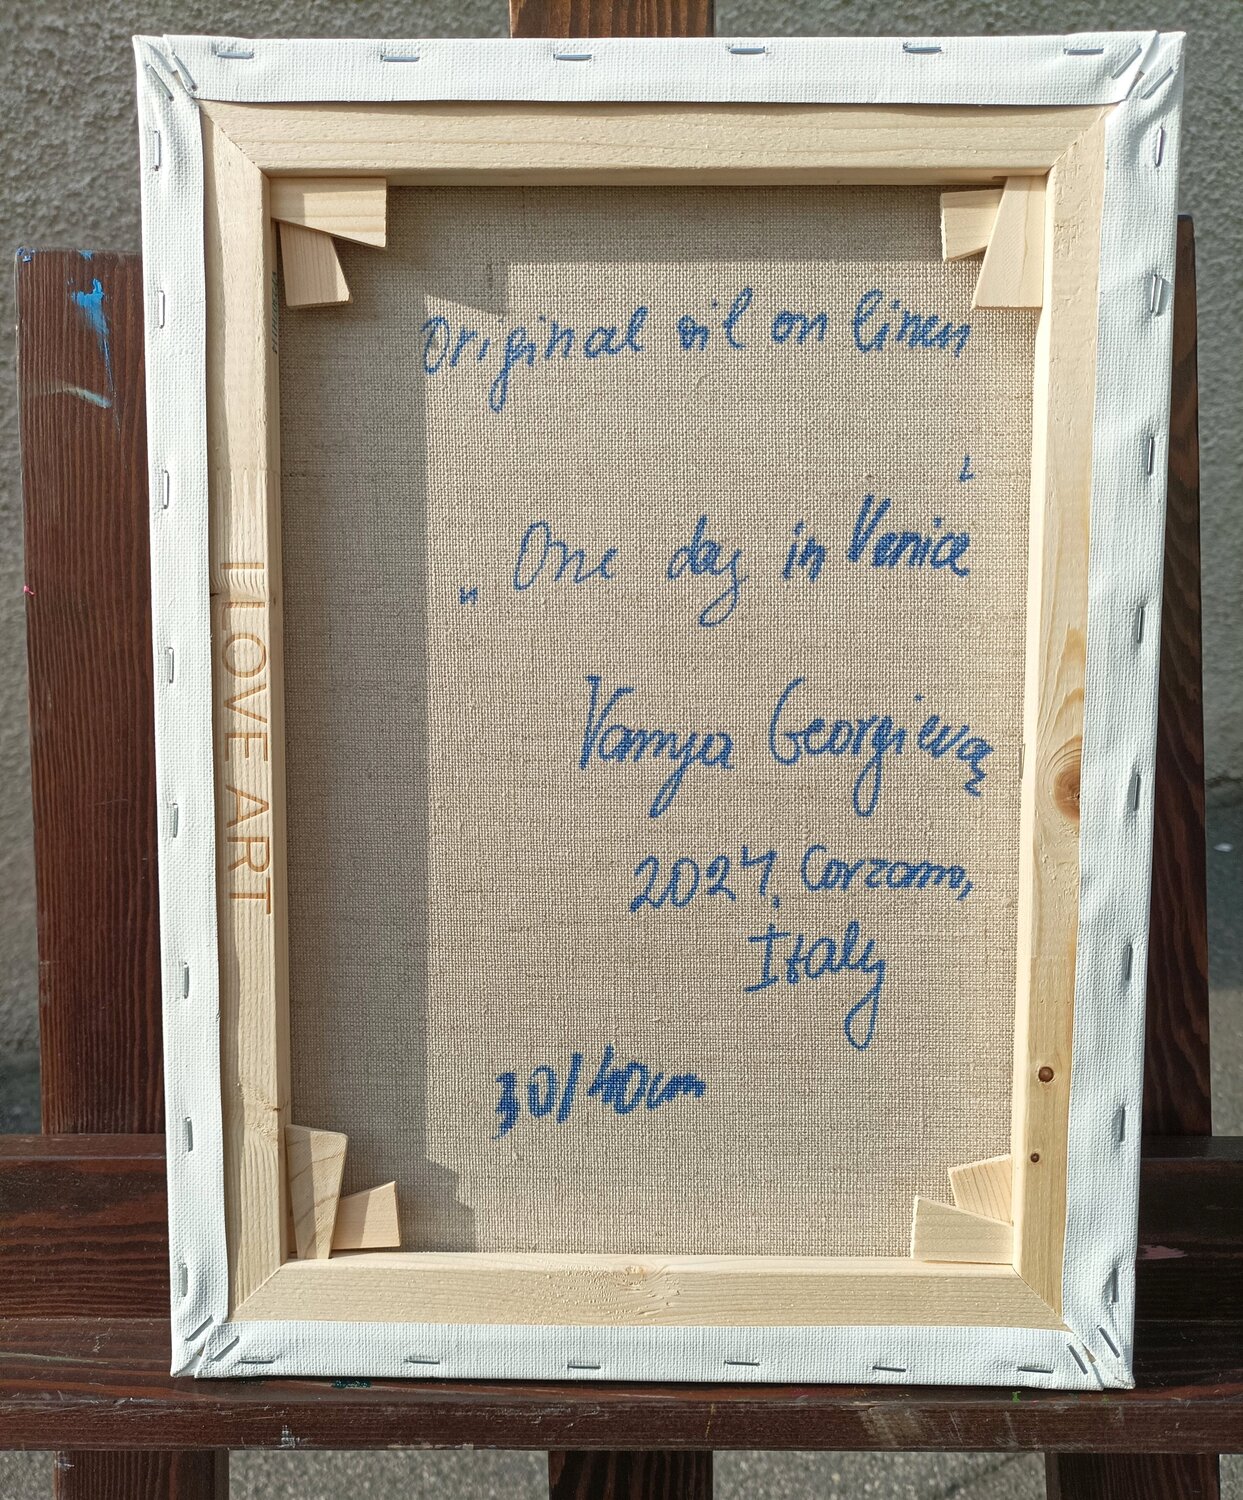 Original oil on linen
„One day in Venice"
Vanya Georgieva
2024. Corzano,
Italy
30/40cm
I LOVE ART